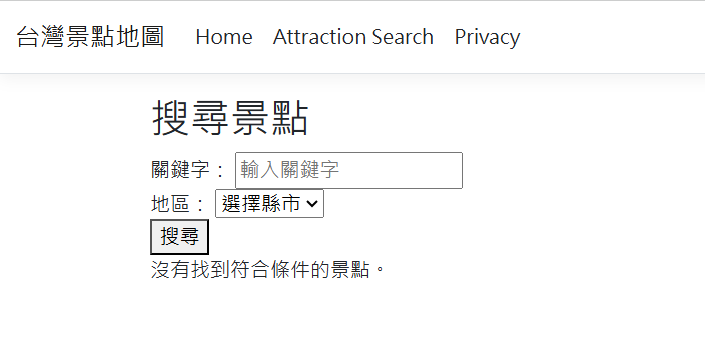 台灣景點地圖 Home Attraction Search Privacy
搜尋景點
關鍵字： 輸入關鍵字
地區： 選擇縣市
搜尋
沒有找到符合條件的景點。